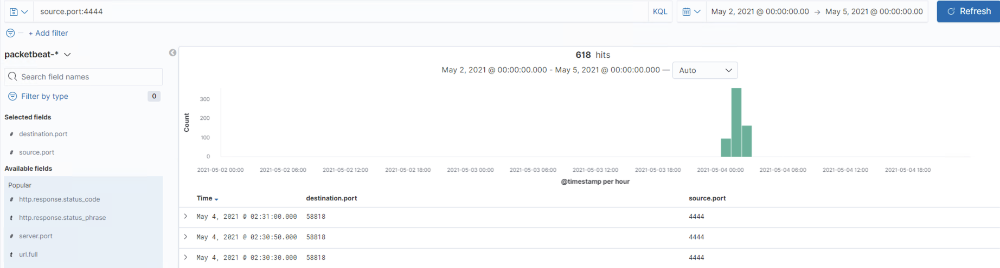 source.port:4444 KQL May 2, 2021 @ 00:00:00.00 → May 5, 2021 @ 00:00:00.00 Refresh
+ Add filter
packetbeat-*
Search field names
Filter by type 0
Selected fields
# destination.port
# source.port
Available fields
Popular
# http.response.status_code
t http.response.status_phrase
# server.port
t url.full
618 hits
May 2, 2021 @ 00:00:00.000 - May 5, 2021 @ 00:00:00.000 — Auto
Count
300
200
100
0
2021-05-02 00:00 2021-05-02 06:00 2021-05-02 12:00 2021-05-02 18:00 2021-05-03 00:00 2021-05-03 06:00 2021-05-03 12:00 2021-05-03 18:00 2021-05-04 00:00 2021-05-04 06:00 2021-05-04 12:00 2021-05-04 18:00
@timestamp per hour
Time destination.port source.port
May 4, 2021 @ 02:31:00.000 58818 4444
May 4, 2021 @ 02:30:50.000 58818 4444
May 4, 2021 @ 02:30:30.000 58818 4444